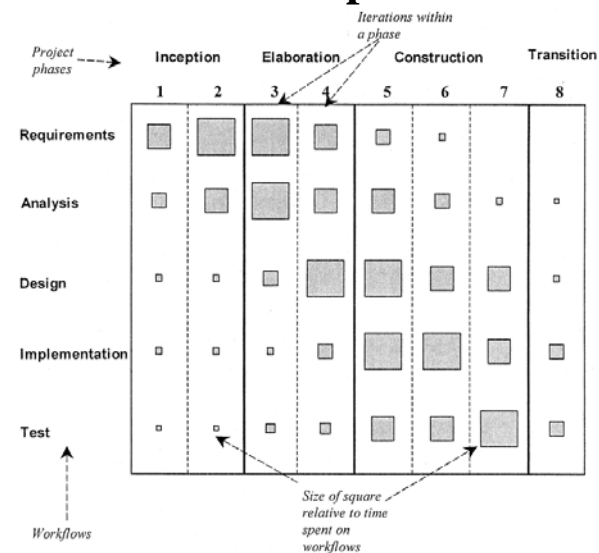 Iterations within
a phase
Project
phases
Inception Elaboration Construction Transition
1 2 3 4 5 6 7 8
Requirements
Analysis
Design
Implementation
Test
Size of square
relative to time
spent on
workflows
Workflows